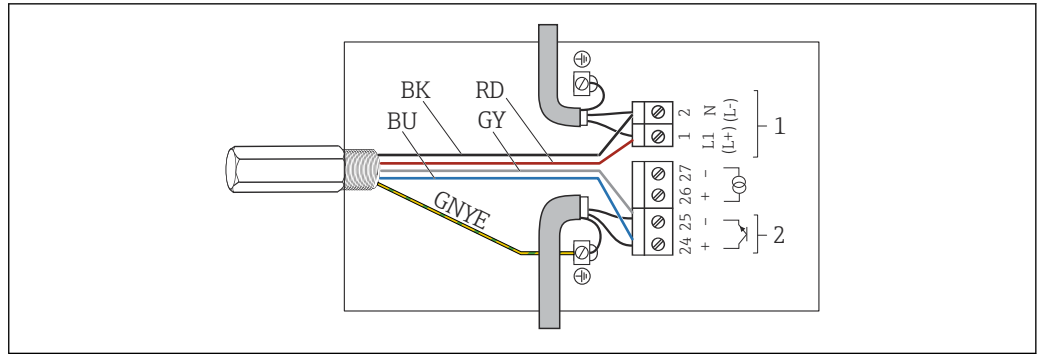 BK RD
BU GY
GNYE
2 N (L-)
1 L1 (L+)
1
27 -
26 +
25 -
24 +
2